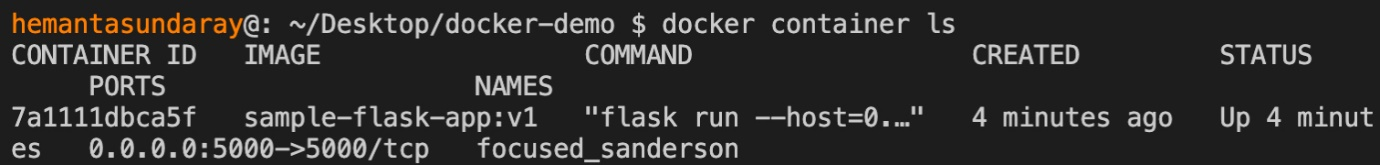 hemantasundaray@: ~/Desktop/docker-demo $ docker container ls
CONTAINER ID   IMAGE                 COMMAND                  CREATED         STATUS
     PORTS                    NAMES
7a1111dbca5f   sample-flask-app:v1   "flask run --host=0.…"   4 minutes ago   Up 4 minut
es   0.0.0.0:5000->5000/tcp   focused_sanderson